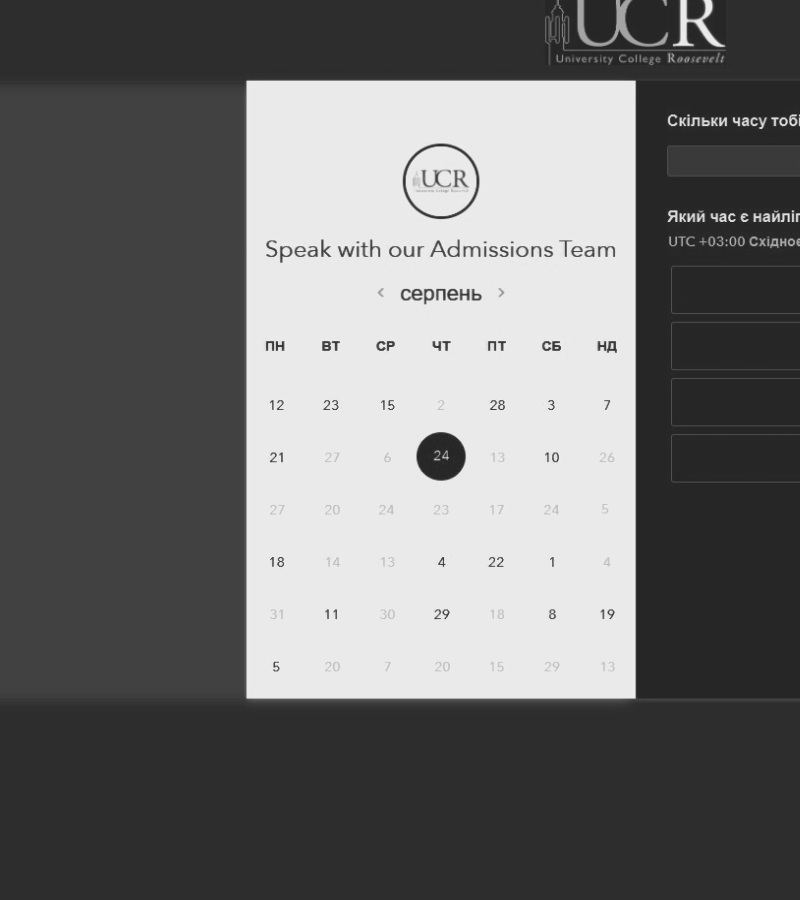 UCR
University College Roosevelt
UCR
Speak with our Admissions Team
< серпень >
ПН ВТ СР ЧТ ПТ СБ НД
12 23 15 2 28 3 7
21 27 6 24 13 10 26
27 20 24 23 17 24 5
18 14 13 4 22 1 4
31 11 30 29 18 8 19
5 20 7 20 15 29 13
Скільки часу тобі
Який час є найліп
UTC +03:00 Східноє